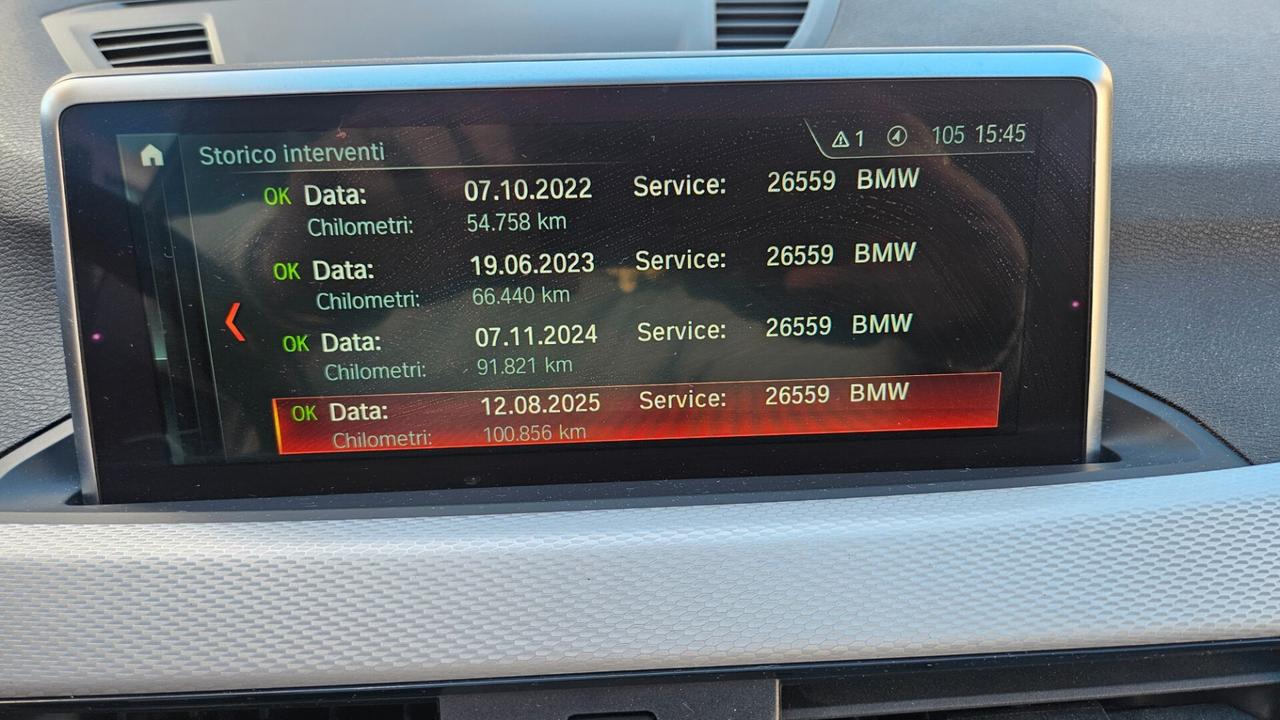 Storico interventi 1 105 15:45
OK Data: 07.10.2022 Service: 26559 BMW
Chilometri: 54.758 km
OK Data: 19.06.2023 Service: 26559 BMW
Chilometri: 66.440 km
OK Data: 07.11.2024 Service: 26559 BMW
Chilometri: 91.821 km
OK Data: 12.08.2025 Service: 26559 BMW
Chilometri: 100.856 km